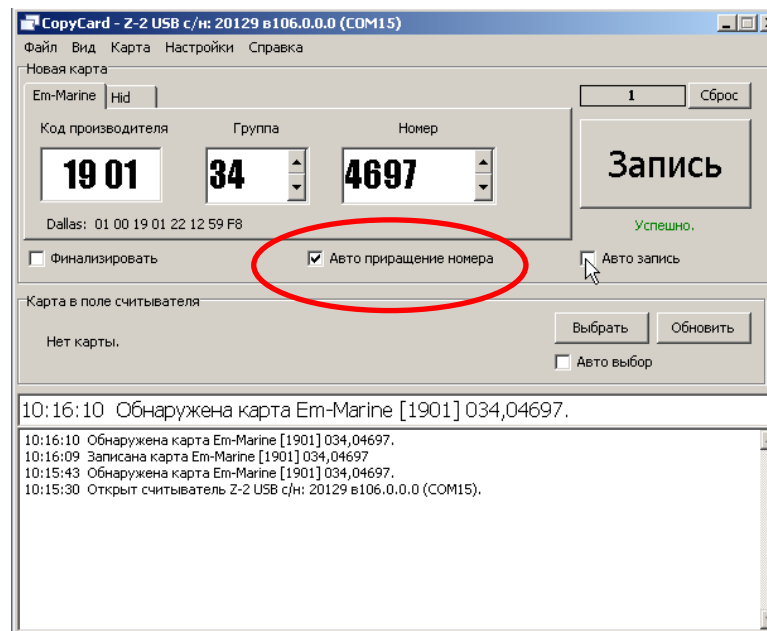 CopyCard - Z-2 USB с/н: 20129 в106.0.0.0 (COM15)
Файл Вид Карта Настройки Справка
Новая карта
Em-Marine Hid
1 Сброс
Код производителя Группа Номер
19 01 34 4697
Запись
Dallas: 01 00 19 01 22 12 59 F8
Успешно.
Финализировать Авто приращение номера Авто запись
Карта в поле считывателя
Нет карты.
Выбрать Обновить
Авто выбор
10:16:10 Обнаружена карта Em-Marine [1901] 034,04697.
10:16:10 Обнаружена карта Em-Marine [1901] 034,04697.
10:16:09 Записана карта Em-Marine [1901] 034,04697
10:15:43 Обнаружена карта Em-Marine [1901] 034,04697.
10:15:30 Открыт считыватель Z-2 USB с/н: 20129 в106.0.0.0 (COM15).